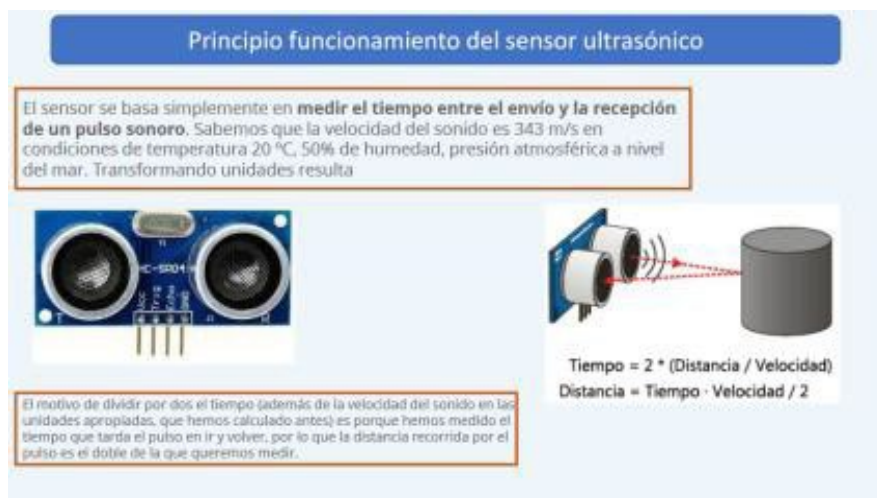 Principio funcionamiento del sensor ultrasónico
El sensor se basa simplemente en medir el tiempo entre el envío y la recepción
de un pulso sonoro. Sabemos que la velocidad del sonido es 343 m/s en
condiciones de temperatura 20 ºC, 50% de humedad, presión atmosférica a nivel
del mar. Transformando unidades resulta
HC-SR04
Vcc
Trig
Echo
GND
Tiempo = 2 * (Distancia / Velocidad)
Distancia = Tiempo · Velocidad / 2
El motivo de dividir por dos el tiempo (además de la velocidad del sonido en las
unidades apropiadas, que hemos calculado antes) es porque hemos medido el
tiempo que tarda el pulso en ir y volver, por lo que la distancia recorrida por el
pulso es el doble de la que queremos medir.